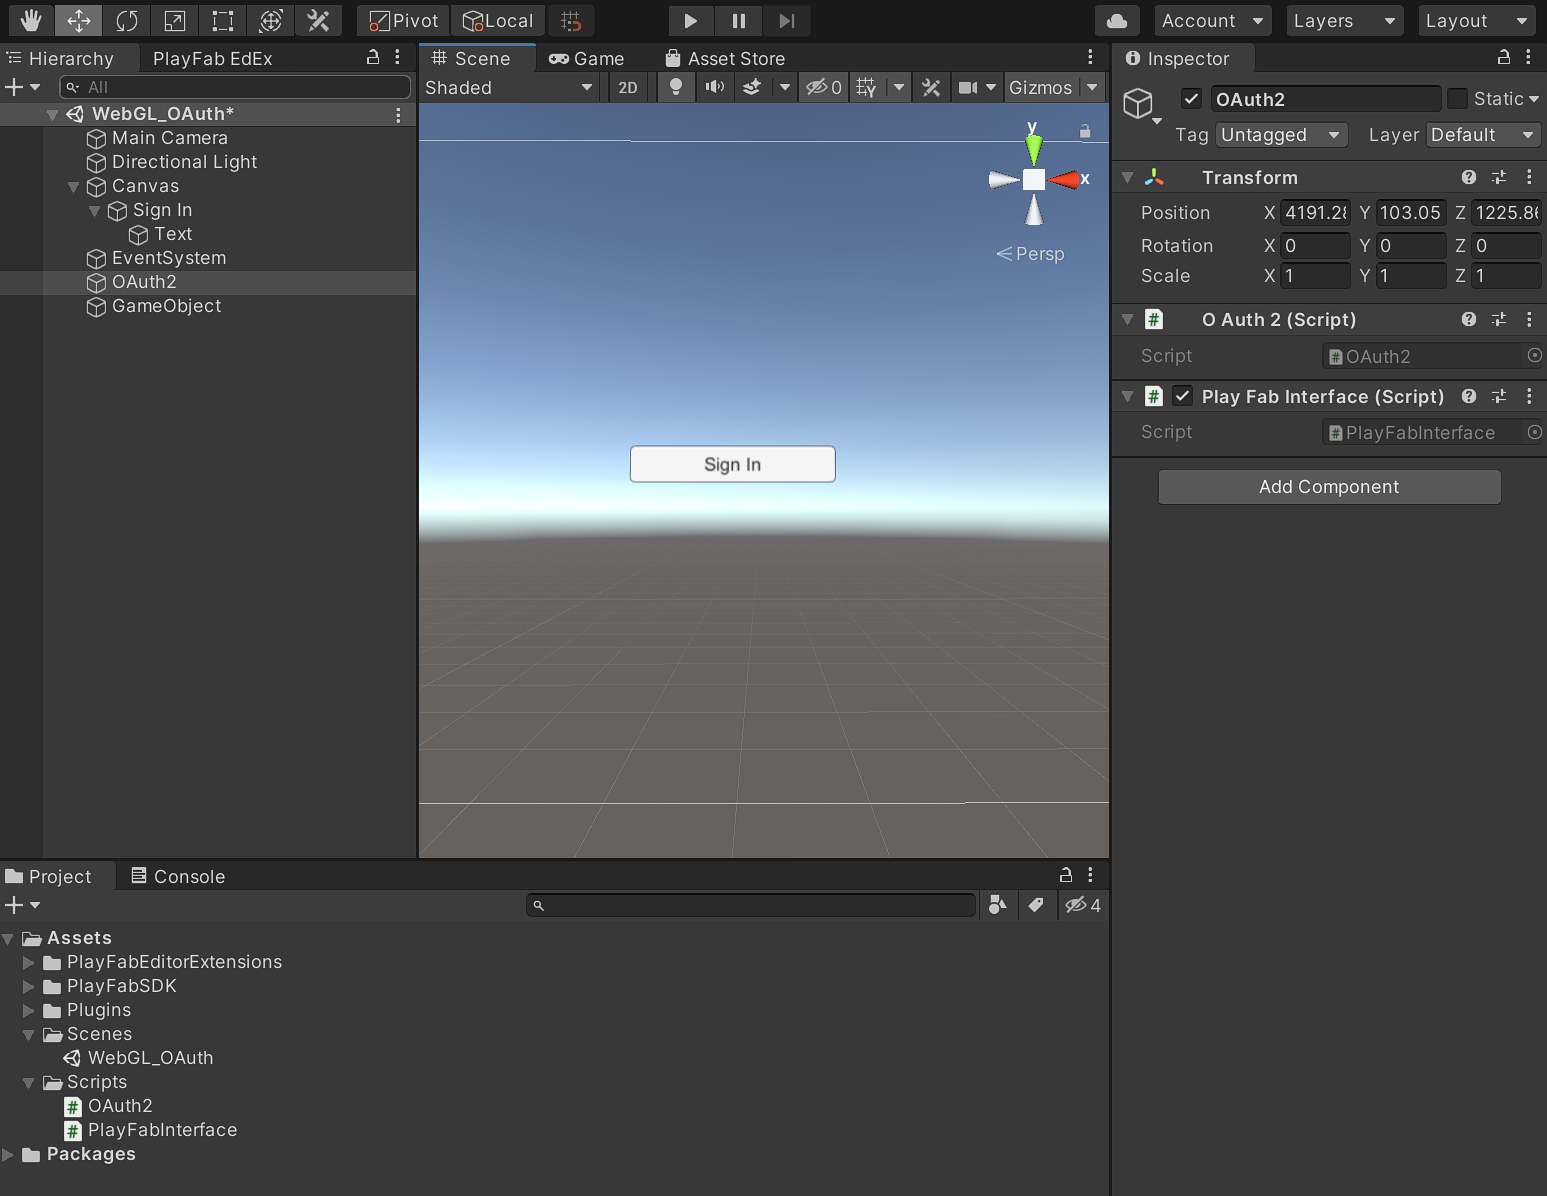 Pivot Local Account Layers Layout
Hierarchy PlayFab EdEx
All
WebGL_OAuth*
Main Camera
Directional Light
Canvas
Sign In
Text
EventSystem
OAuth2
GameObject
Scene Game Asset Store
Shaded 2D 0 Gizmos
y
x
Persp
Sign In
Inspector
OAuth2 Static
Tag Untagged Layer Default
Transform
Position X 4191.28 Y 103.05 Z 1225.86
Rotation X 0 Y 0 Z 0
Scale X 1 Y 1 Z 1
# O Auth 2 (Script)
Script # OAuth2
# Play Fab Interface (Script)
Script # PlayFabInterface
Add Component
Project Console
4
Assets
PlayFabEditorExtensions
PlayFabSDK
Plugins
Scenes
WebGL_OAuth
Scripts
# OAuth2
# PlayFabInterface
Packages